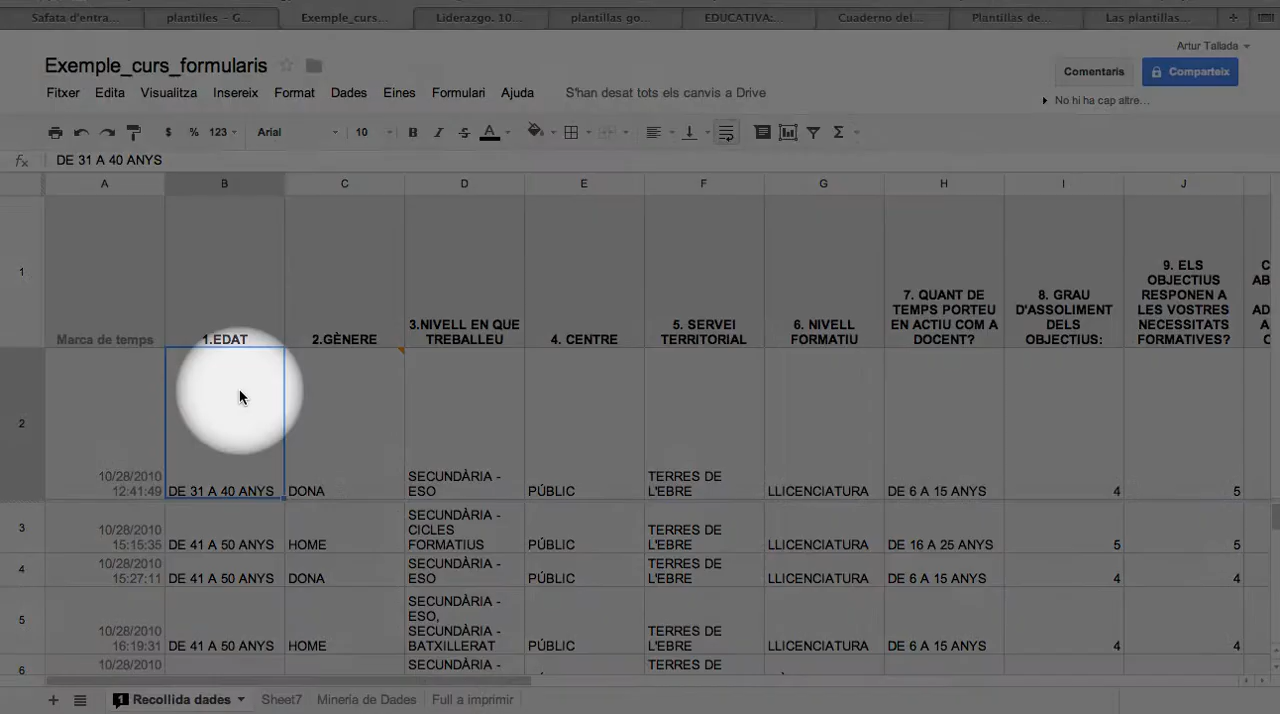 Safata d'entra... plantilles – G... Exemple_curs... Liderazgo. 10... plantillas go... EDUCATIVA:... Cuaderno del... Plantillas de... Las plantillas...
Artur Tallada
Exemple_curs_formularis
Comentaris Comparteix
Fitxer Edita Visualitza Insereix Format Dades Eines Formulari Ajuda S'han desat tots els canvis a Drive
No hi ha cap altre...
$ % 123 Arial 10 B I S A Σ
fx DE 31 A 40 ANYS
A B C D E F G H I J
1
Marca de temps
1.EDAT
2.GÈNERE
3.NIVELL EN QUE
TREBALLEU
4. CENTRE
5. SERVEI
TERRITORIAL
6. NIVELL
FORMATIU
7. QUANT DE
TEMPS PORTEU
EN ACTIU COM A
DOCENT?
8. GRAU
D'ASSOLIMENT
DELS
OBJECTIUS:
9. ELS
OBJECTIUS
RESPONEN A
LES VOSTRES
NECESSITATS
FORMATIVES?
2
10/28/2010
12:41:49
DE 31 A 40 ANYS
DONA
SECUNDÀRIA -
ESO
PÚBLIC
TERRES DE
L'EBRE
LLICENCIATURA
DE 6 A 15 ANYS
4
5
3
10/28/2010
15:15:35
DE 41 A 50 ANYS
HOME
SECUNDÀRIA -
CICLES
FORMATIUS
PÚBLIC
TERRES DE
L'EBRE
LLICENCIATURA
DE 16 A 25 ANYS
5
5
4
10/28/2010
15:27:11
DE 41 A 50 ANYS
DONA
SECUNDÀRIA -
ESO
PÚBLIC
TERRES DE
L'EBRE
LLICENCIATURA
DE 6 A 15 ANYS
4
4
5
10/28/2010
16:19:31
DE 41 A 50 ANYS
HOME
SECUNDÀRIA -
ESO,
SECUNDÀRIA -
BATXILLERAT
PÚBLIC
TERRES DE
L'EBRE
LLICENCIATURA
DE 6 A 15 ANYS
4
4
6
10/28/2010
SECUNDÀRIA -
TERRES DE
1 Recollida dades Sheet7 Mineria de Dades Full a imprimir